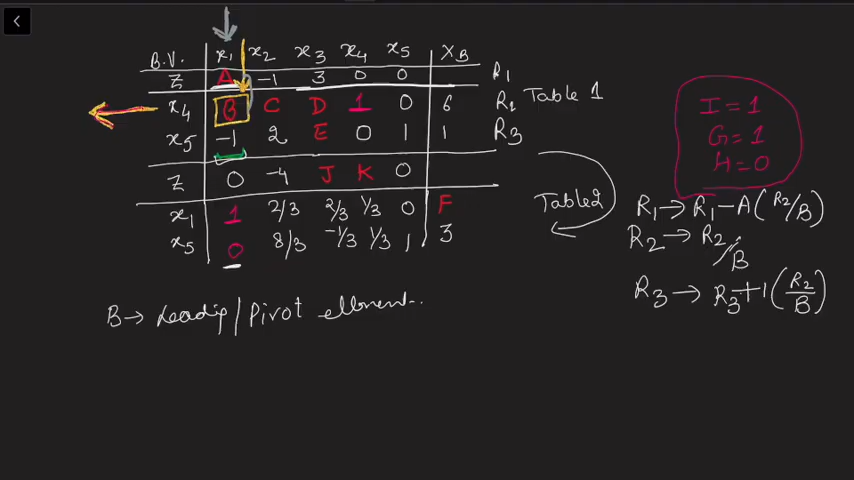 B.V. x₁ x₂ x₃ x₄ x₅ X_B
Z A -1 3 0 0 R₁
x₄ B C D 1 0 6 R₂ Table 1
x₅ -1 2 E 0 1 1 R₃
Z 0 -4 J K 0
x₁ 1 2/3 2/3 1/3 0 F
x₅ 0 8/3 -1/3 1/3 1 3
Table2
I = 1
G = 1
H = 0
R₁ → R₁ - A(R₂/B)
R₂ → R₂/B
R₃ → R₃ + 1(R₂/B)
B → Leading/Pivot element..